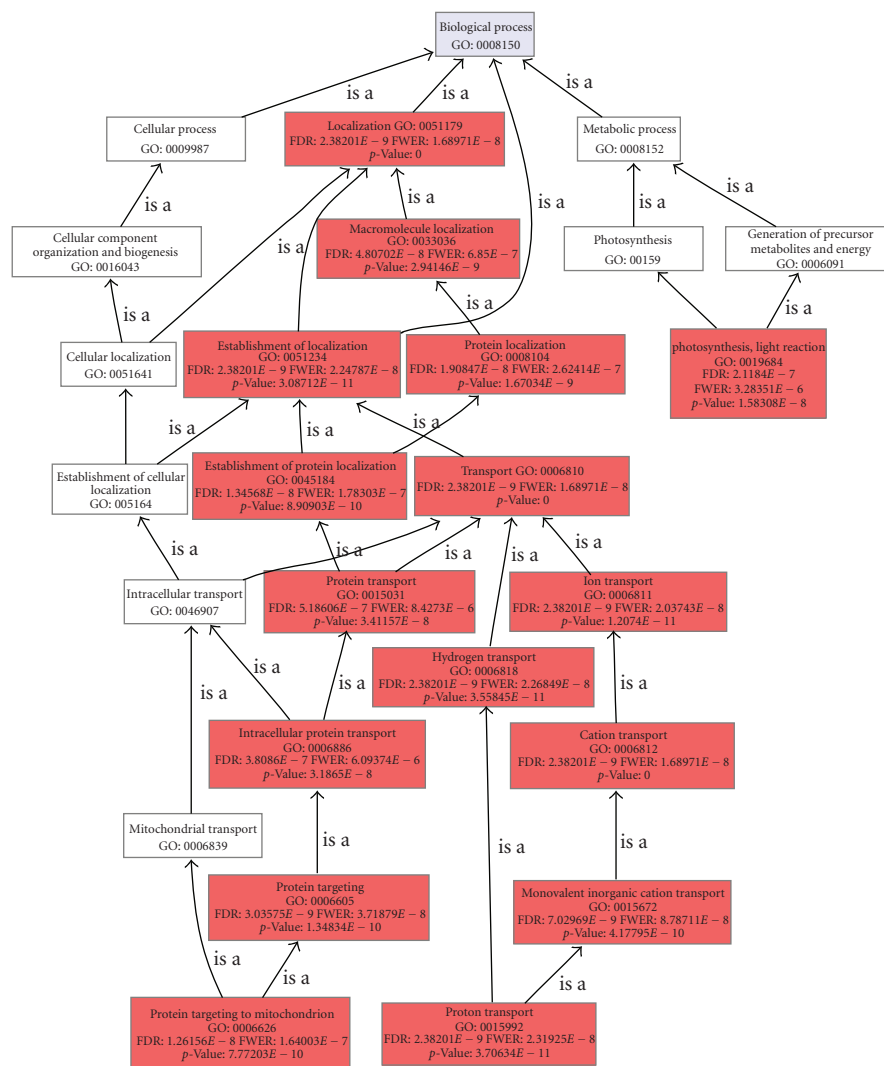 Biological process
GO: 0008150
is a
is a
is a
is a
Cellular process
GO: 0009987
Localization GO: 0051179
FDR: 2.38201E − 9 FWER: 1.68971E − 8
p-Value: 0
Metabolic process
GO: 0008152
is a
is a
is a
is a
is a
Cellular component
organization and biogenesis
GO: 0016043
Macromolecule localization
GO: 0033036
FDR: 4.80702E − 8 FWER: 6.85E − 7
p-Value: 2.94146E − 9
Photosynthesis
GO: 00159
Generation of precursor
metabolites and energy
GO: 0006091
is a
is a
is a
Cellular localization
GO: 0051641
Establishment of localization
GO: 0051234
FDR: 2.38201E − 9 FWER: 2.24787E − 8
p-Value: 3.08712E − 11
Protein localization
GO: 0008104
FDR: 1.90847E − 8 FWER: 2.62414E − 7
p-Value: 1.67034E − 9
photosynthesis, light reaction
GO: 0019684
FDR: 2.1184E − 7
FWER: 3.28351E − 6
p-Value: 1.58308E − 8
is a
is a
is a
Establishment of cellular
localization
GO: 005164
Establishment of protein localization
GO: 0045184
FDR: 1.34568E − 8 FWER: 1.78303E − 7
p-Value: 8.90903E − 10
Transport GO: 0006810
FDR: 2.38201E − 9 FWER: 1.68971E − 8
p-Value: 0
is a
is a
is a
is a
is a
Intracellular transport
GO: 0046907
Protein transport
GO: 0015031
FDR: 5.18606E − 7 FWER: 8.4273E − 6
p-Value: 3.41157E − 8
Ion transport
GO: 0006811
FDR: 2.38201E − 9 FWER: 2.03743E − 8
p-Value: 1.2074E − 11
Hydrogen transport
GO: 0006818
FDR: 2.38201E − 9 FWER: 2.26849E − 8
p-Value: 3.55845E − 11
is a
is a
is a
is a
Intracellular protein transport
GO: 0006886
FDR: 3.8086E − 7 FWER: 6.09374E − 6
p-Value: 3.1865E − 8
Cation transport
GO: 0006812
FDR: 2.38201E − 9 FWER: 1.68971E − 8
p-Value: 0
Mitochondrial transport
GO: 0006839
is a
is a
Protein targeting
GO: 0006605
FDR: 3.03575E − 9 FWER: 3.71879E − 8
p-Value: 1.34834E − 10
Monovalent inorganic cation transport
GO: 0015672
FDR: 7.02969E − 9 FWER: 8.78711E − 8
p-Value: 4.17795E − 10
is a
is a
is a
is a
Protein targeting to mitochondrion
GO: 0006626
FDR: 1.26156E − 8 FWER: 1.64003E − 7
p-Value: 7.77203E − 10
Proton transport
GO: 0015992
FDR: 2.38201E − 9 FWER: 2.31925E − 8
p-Value: 3.70634E − 11